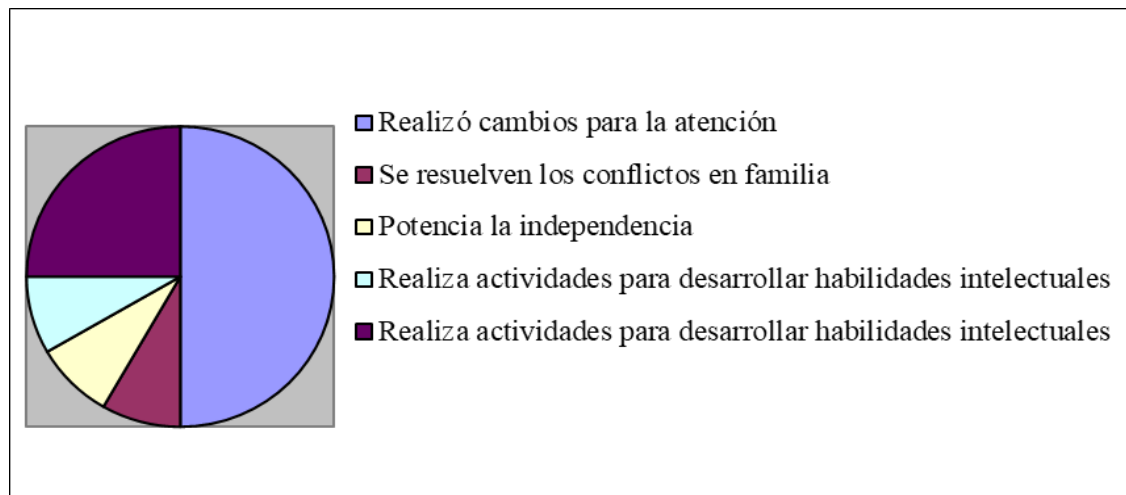 Realizó cambios para la atención
Se resuelven los conflictos en familia
Potencia la independencia
Realiza actividades para desarrollar habilidades intelectuales
Realiza actividades para desarrollar habilidades intelectuales